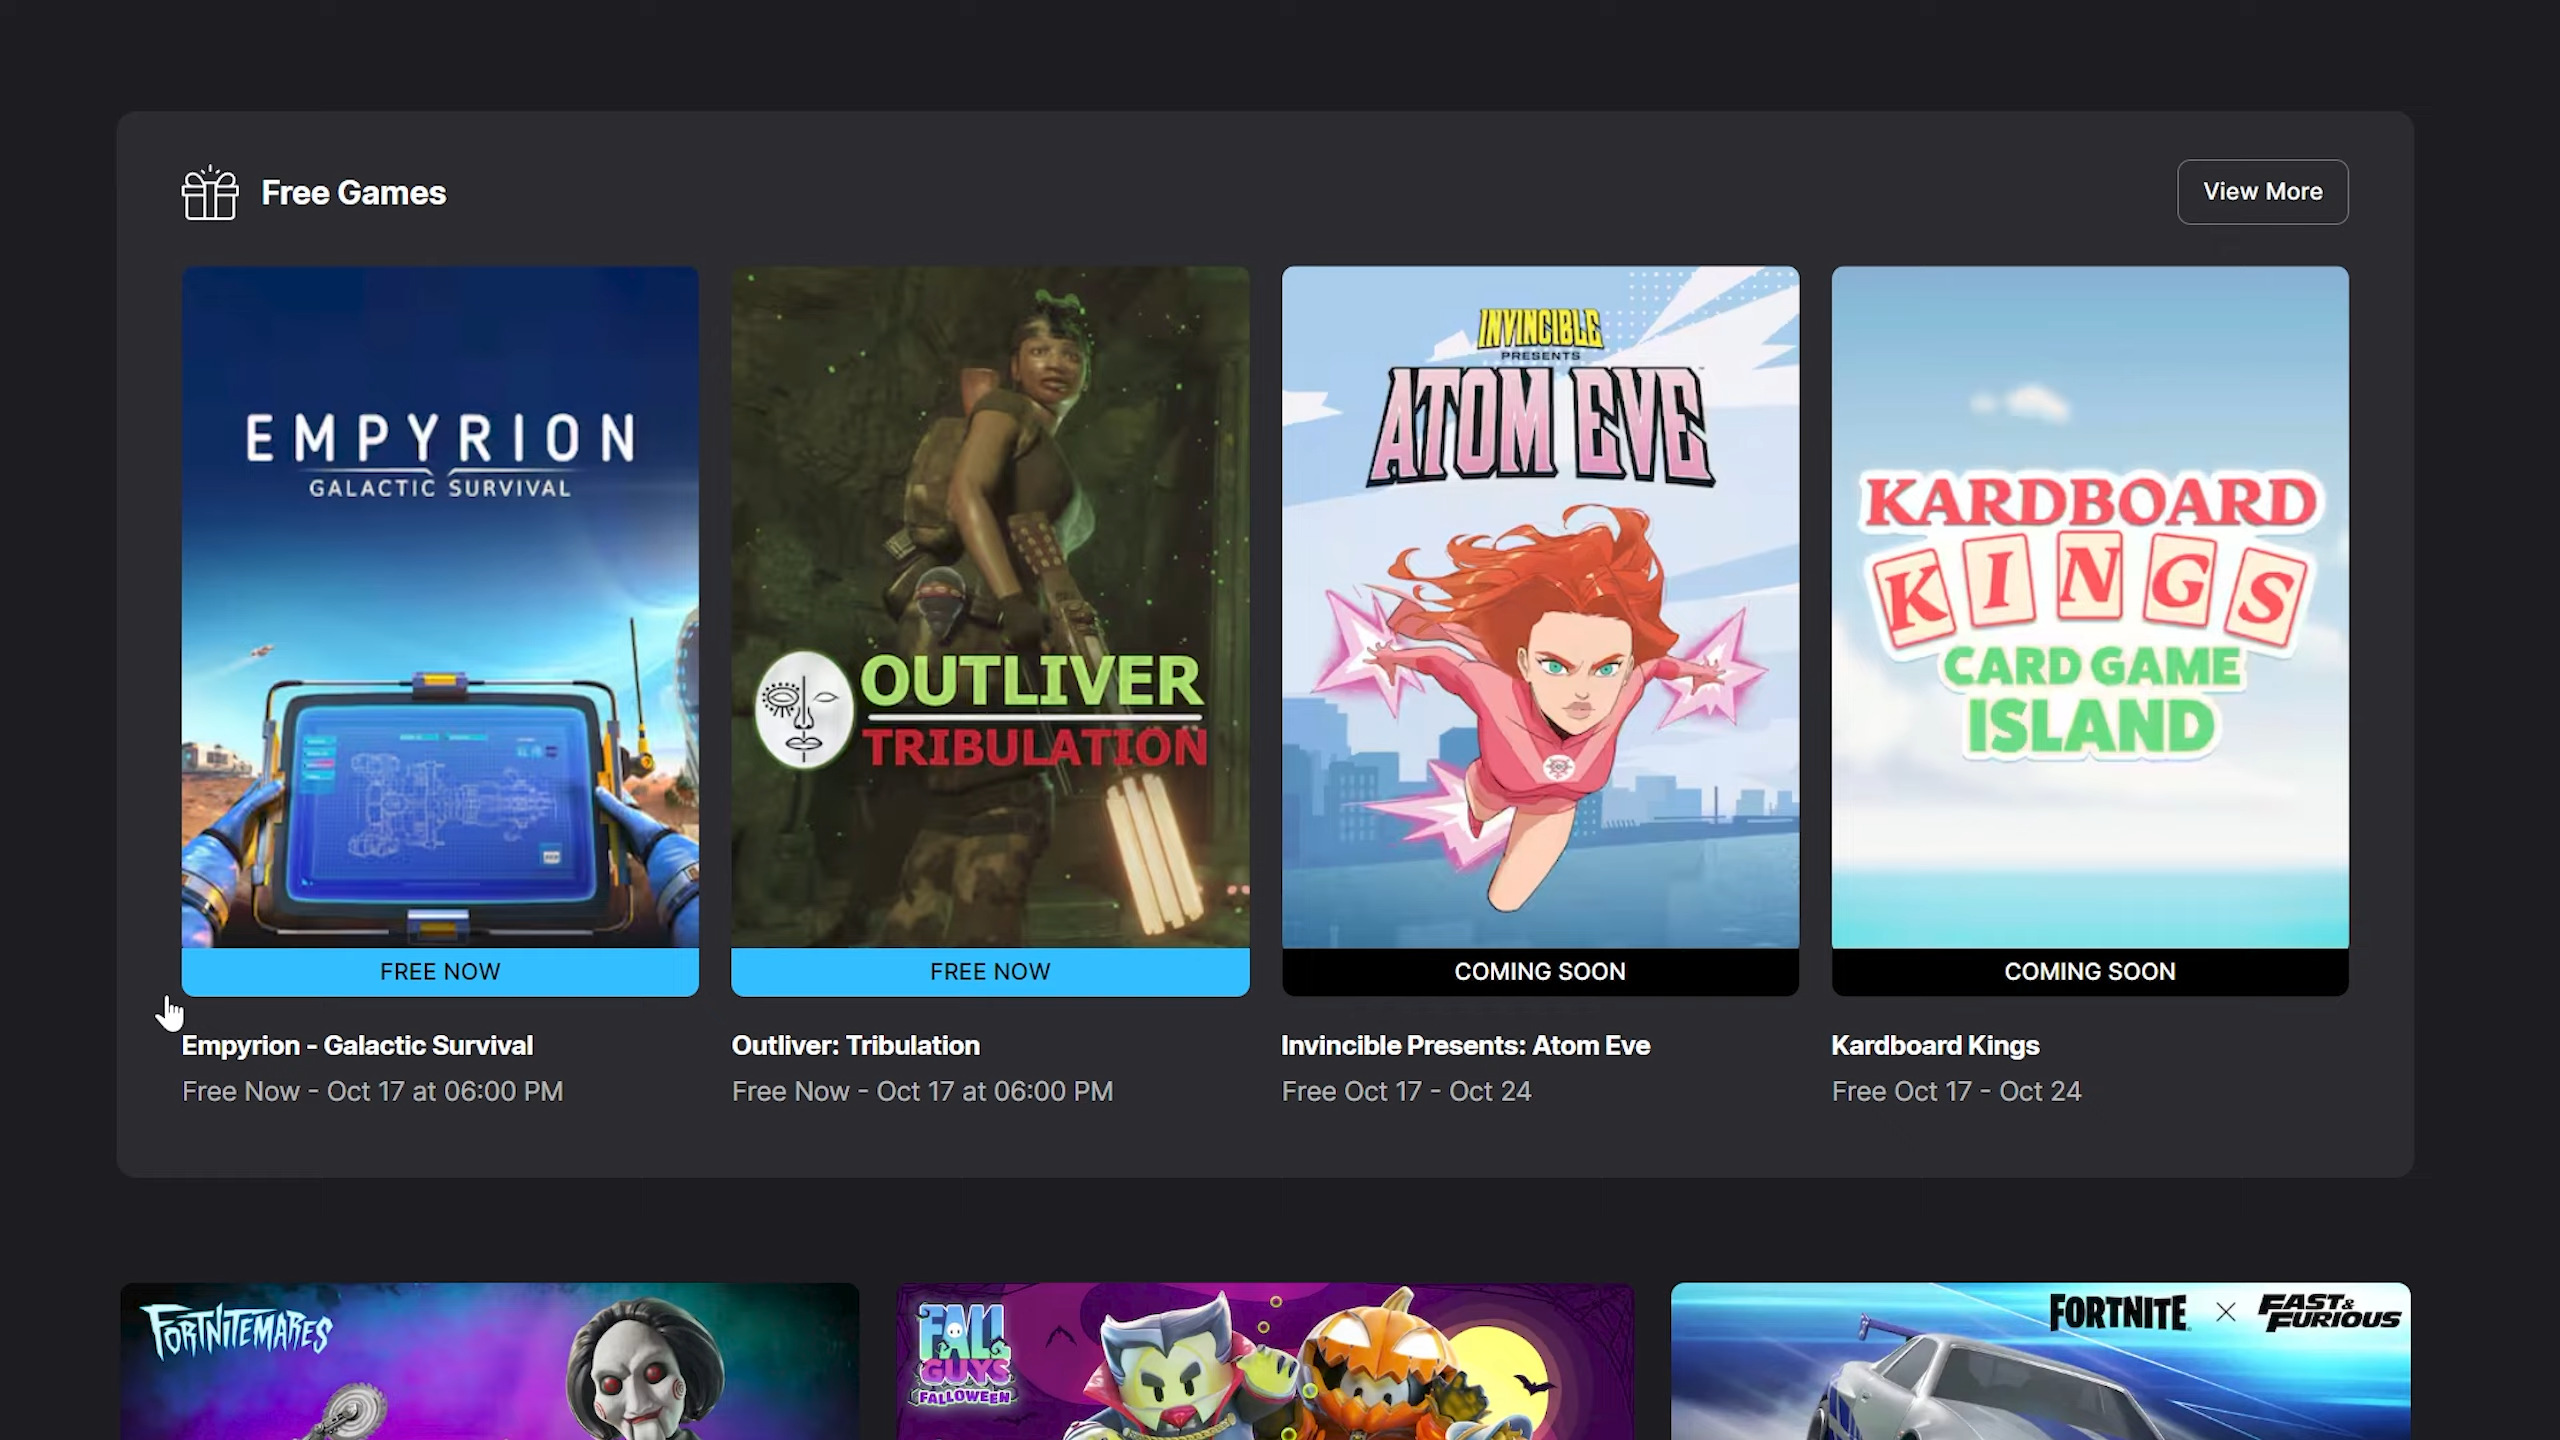 Free Games
View More
EMPYRION
GALACTIC SURVIVAL
FREE NOW
Empyrion - Galactic Survival
Free Now - Oct 17 at 06:00 PM
OUTLIVER
TRIBULATION
FREE NOW
Outliver: Tribulation
Free Now - Oct 17 at 06:00 PM
INVINCIBLE
PRESENTS
ATOM EVE
COMING SOON
Invincible Presents: Atom Eve
Free Oct 17 - Oct 24
KARDBOARD
KINGS
CARD GAME
ISLAND
COMING SOON
Kardboard Kings
Free Oct 17 - Oct 24
FORTNITEMARES
FALL
GUYS
FALLOWEEN
FORTNITE × FAST &
FURIOUS